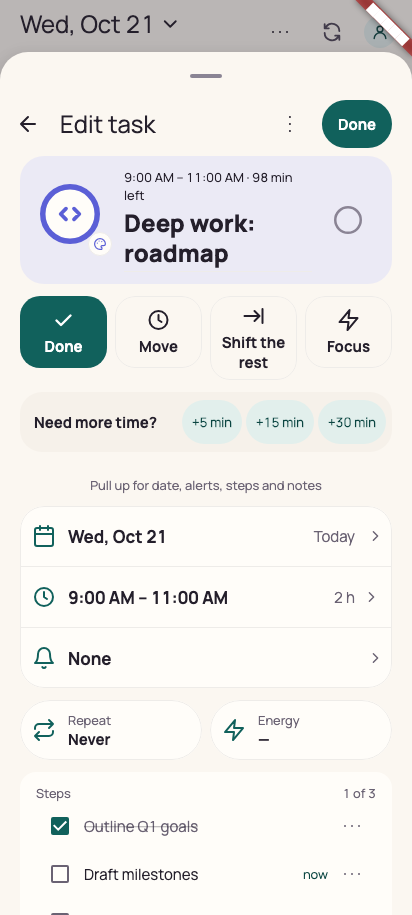 Wed, Oct 21
Edit task
Done
9:00 AM – 11:00 AM · 98 min
left
Deep work:
roadmap
Done
Move
Shift the
rest
Focus
Need more time?
+5 min
+15 min
+30 min
Pull up for date, alerts, steps and notes
Wed, Oct 21
Today
9:00 AM – 11:00 AM
2 h
None
Repeat
Never
Energy
–
Steps
1 of 3
Outline Q1 goals
Draft milestones
now